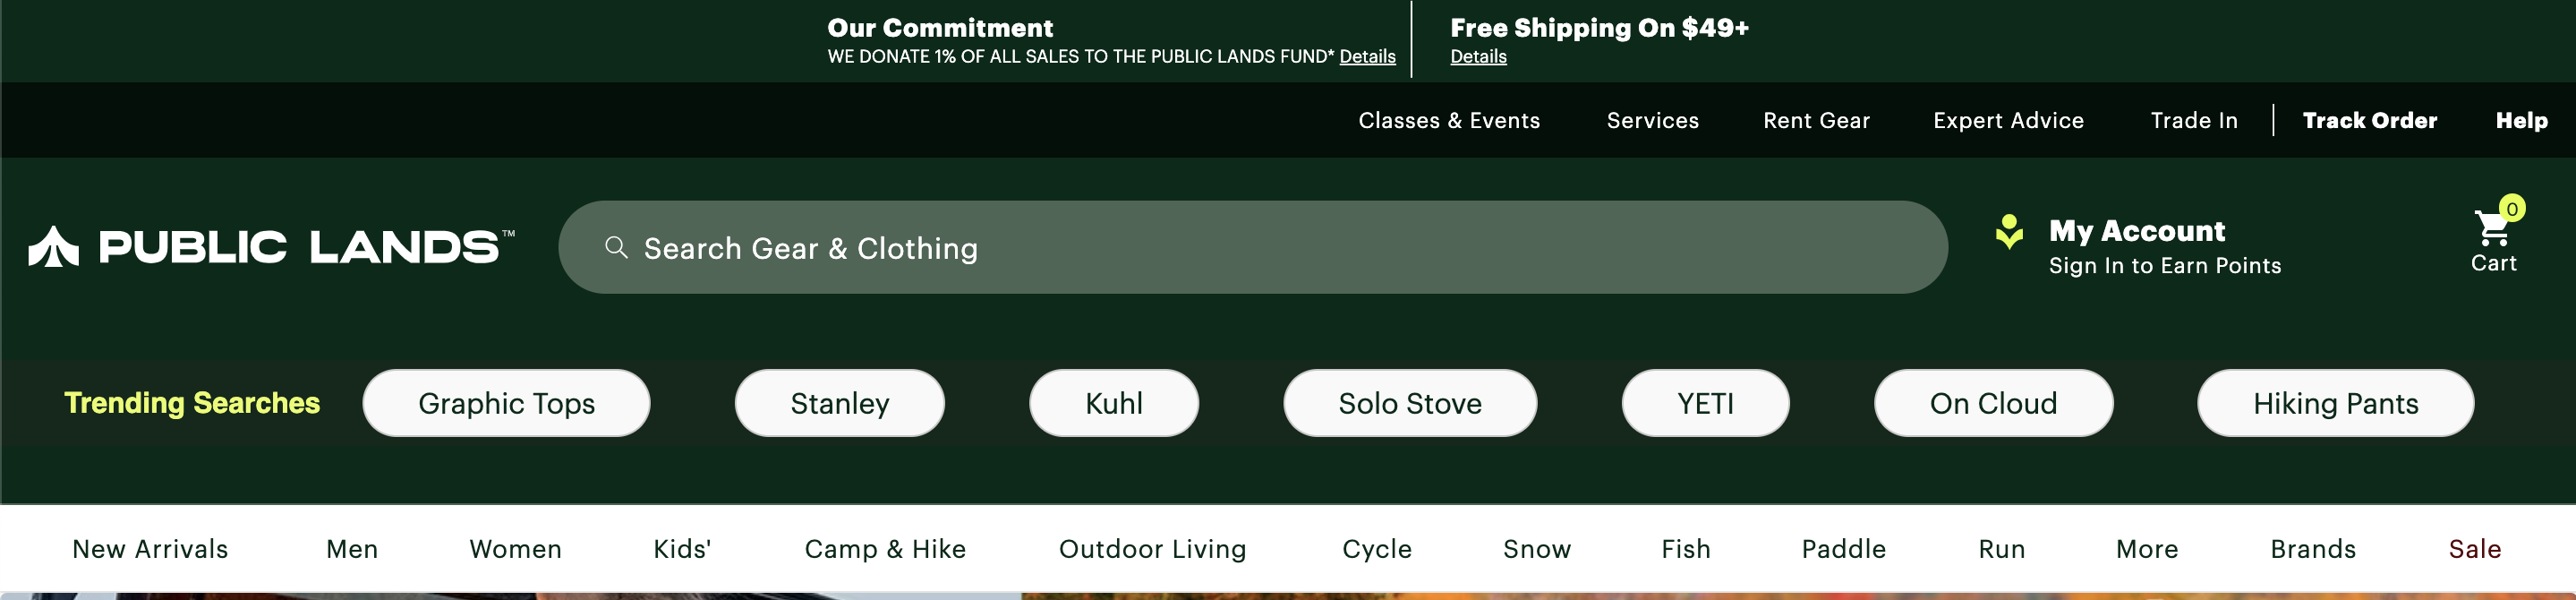 Our Commitment
WE DONATE 1% OF ALL SALES TO THE PUBLIC LANDS FUND* Details
Free Shipping On $49+
Details
Classes & Events Services Rent Gear Expert Advice Trade In Track Order Help
PUBLIC LANDS™
Search Gear & Clothing
My Account
Sign In to Earn Points
0
Cart
Trending Searches Graphic Tops Stanley Kuhl Solo Stove YETI On Cloud Hiking Pants
New Arrivals Men Women Kids' Camp & Hike Outdoor Living Cycle Snow Fish Paddle Run More Brands Sale